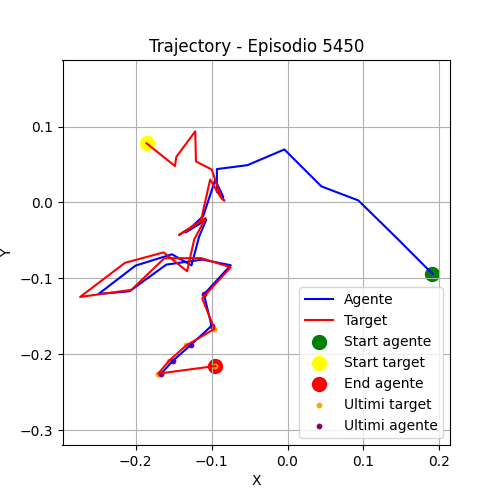 Trajectory - Episodio 5450
0.1
0.0
−0.1
−0.2
−0.3
Y
−0.2
−0.1
0.0
0.1
0.2
X
Agente
Target
Start agente
Start target
End agente
Ultimi target
Ultimi agente